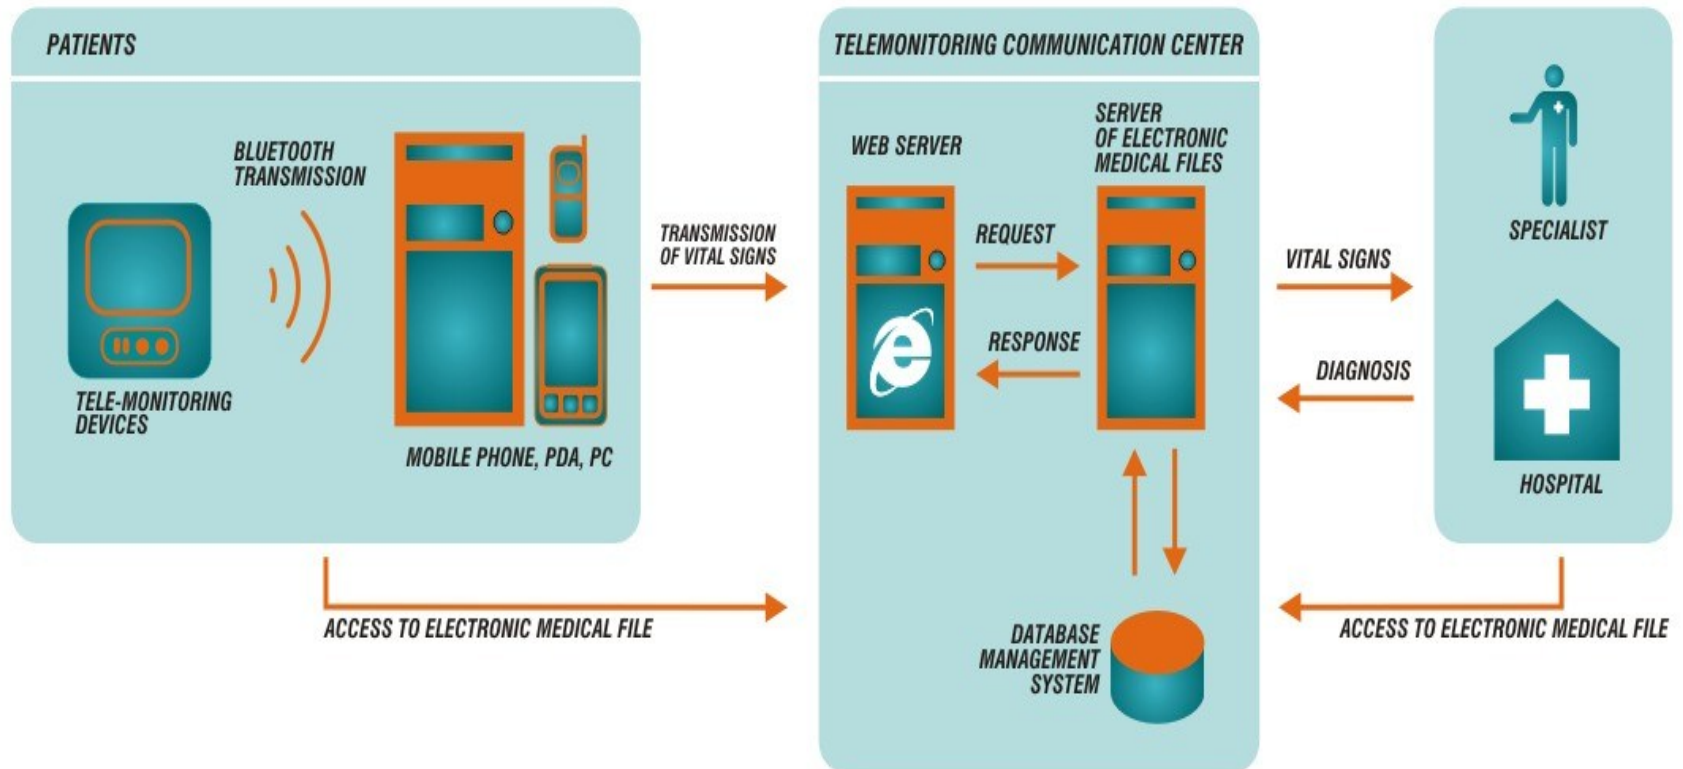 PATIENTS
BLUETOOTH
TRANSMISSION
TELE-MONITORING
DEVICES
MOBILE PHONE, PDA, PC
TRANSMISSION
OF VITAL SIGNS
ACCESS TO ELECTRONIC MEDICAL FILE
TELEMONITORING COMMUNICATION CENTER
WEB SERVER
SERVER
OF ELECTRONIC
MEDICAL FILES
REQUEST
RESPONSE
DATABASE
MANAGEMENT
SYSTEM
VITAL SIGNS
DIAGNOSIS
SPECIALIST
HOSPITAL
ACCESS TO ELECTRONIC MEDICAL FILE